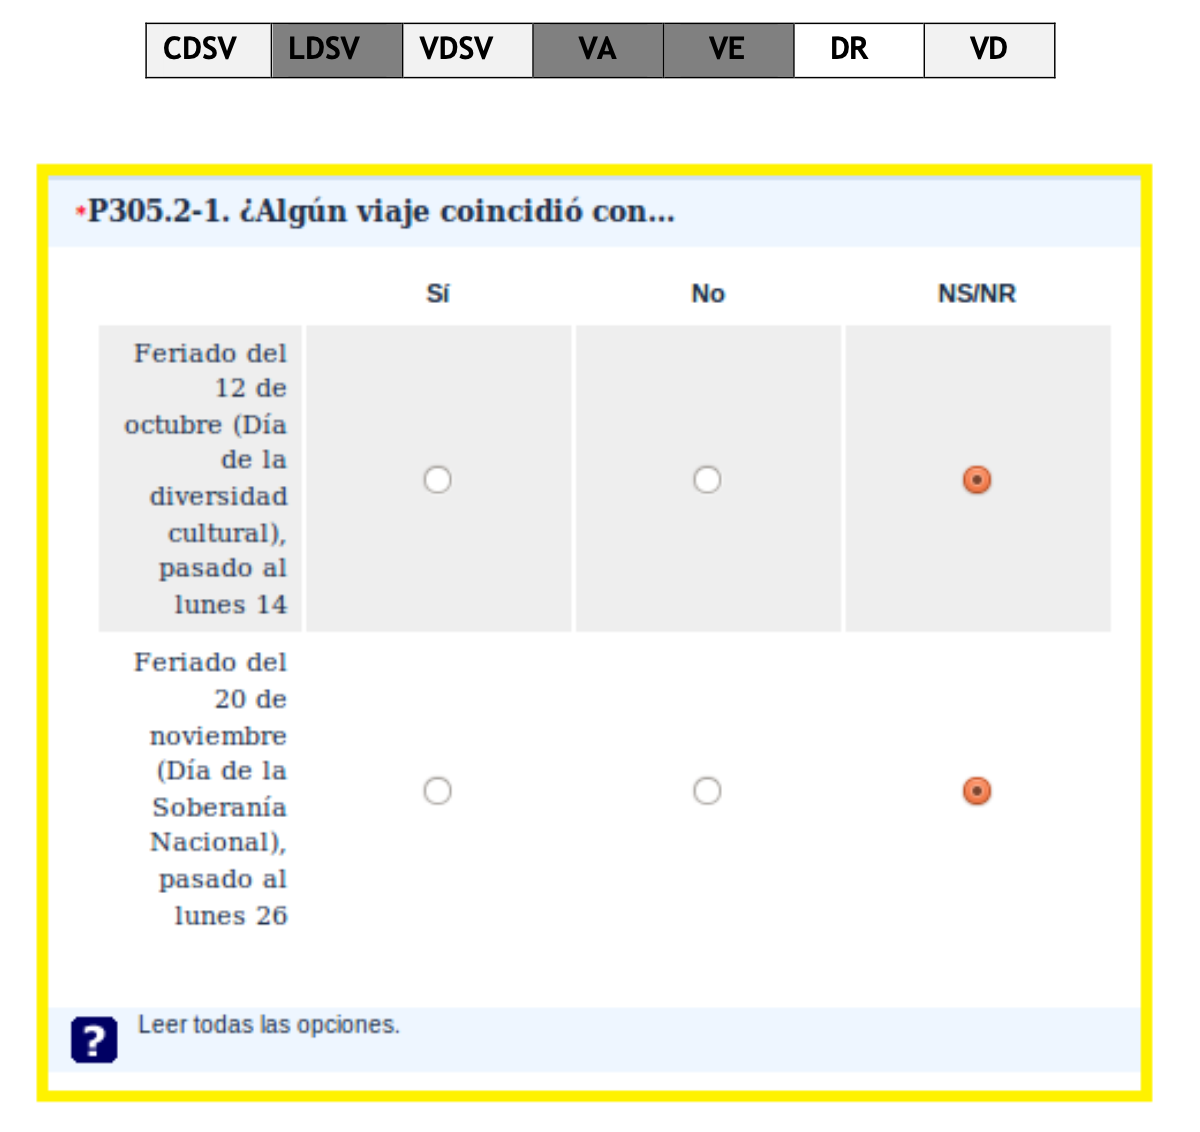 CDSV LDSV VDSV VA VE DR VD
*P305.2-1. ¿Algún viaje coincidió con...
Sí No NS/NR
Feriado del
12 de
octubre (Día
de la
diversidad
cultural),
pasado al
lunes 14
Feriado del
20 de
noviembre
(Día de la
Soberanía
Nacional),
pasado al
lunes 26
? Leer todas las opciones.